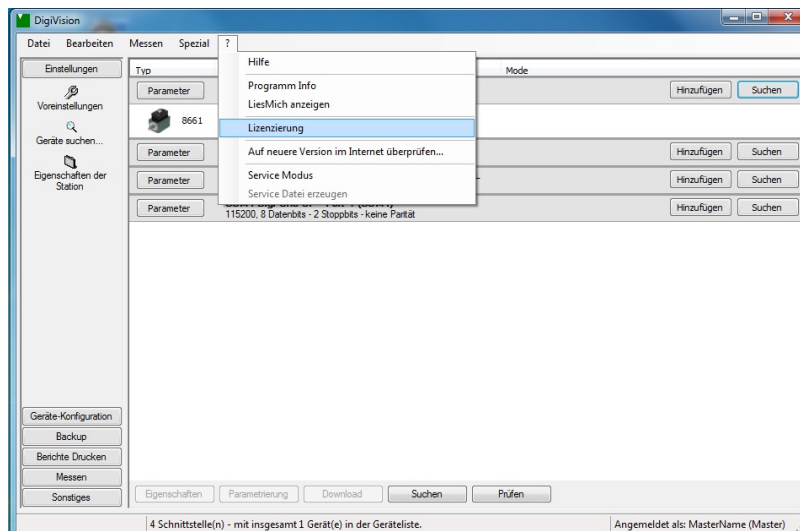 DigiVision
Datei Bearbeiten Messen Spezial ?
Einstellungen
Voreinstellungen
Geräte suchen...
Eigenschaften der
Station
Geräte-Konfiguration
Backup
Berichte Drucken
Messen
Sonstiges
Typ Mode
Parameter Hinzufügen Suchen
8661
Parameter Hinzufügen Suchen
Parameter Hinzufügen Suchen
Parameter Hinzufügen Suchen
115200, 8 Datenbits - 2 Stoppbits - keine Parität
Hilfe
Programm Info
LiesMich anzeigen
Lizenzierung
Auf neuere Version im Internet überprüfen...
Service Modus
Service Datei erzeugen
Eigenschaften Parametrierung Download Suchen Prüfen
4 Schnittstelle(n) - mit insgesamt 1 Gerät(e) in der Geräteliste. Angemeldet als: MasterName (Master)